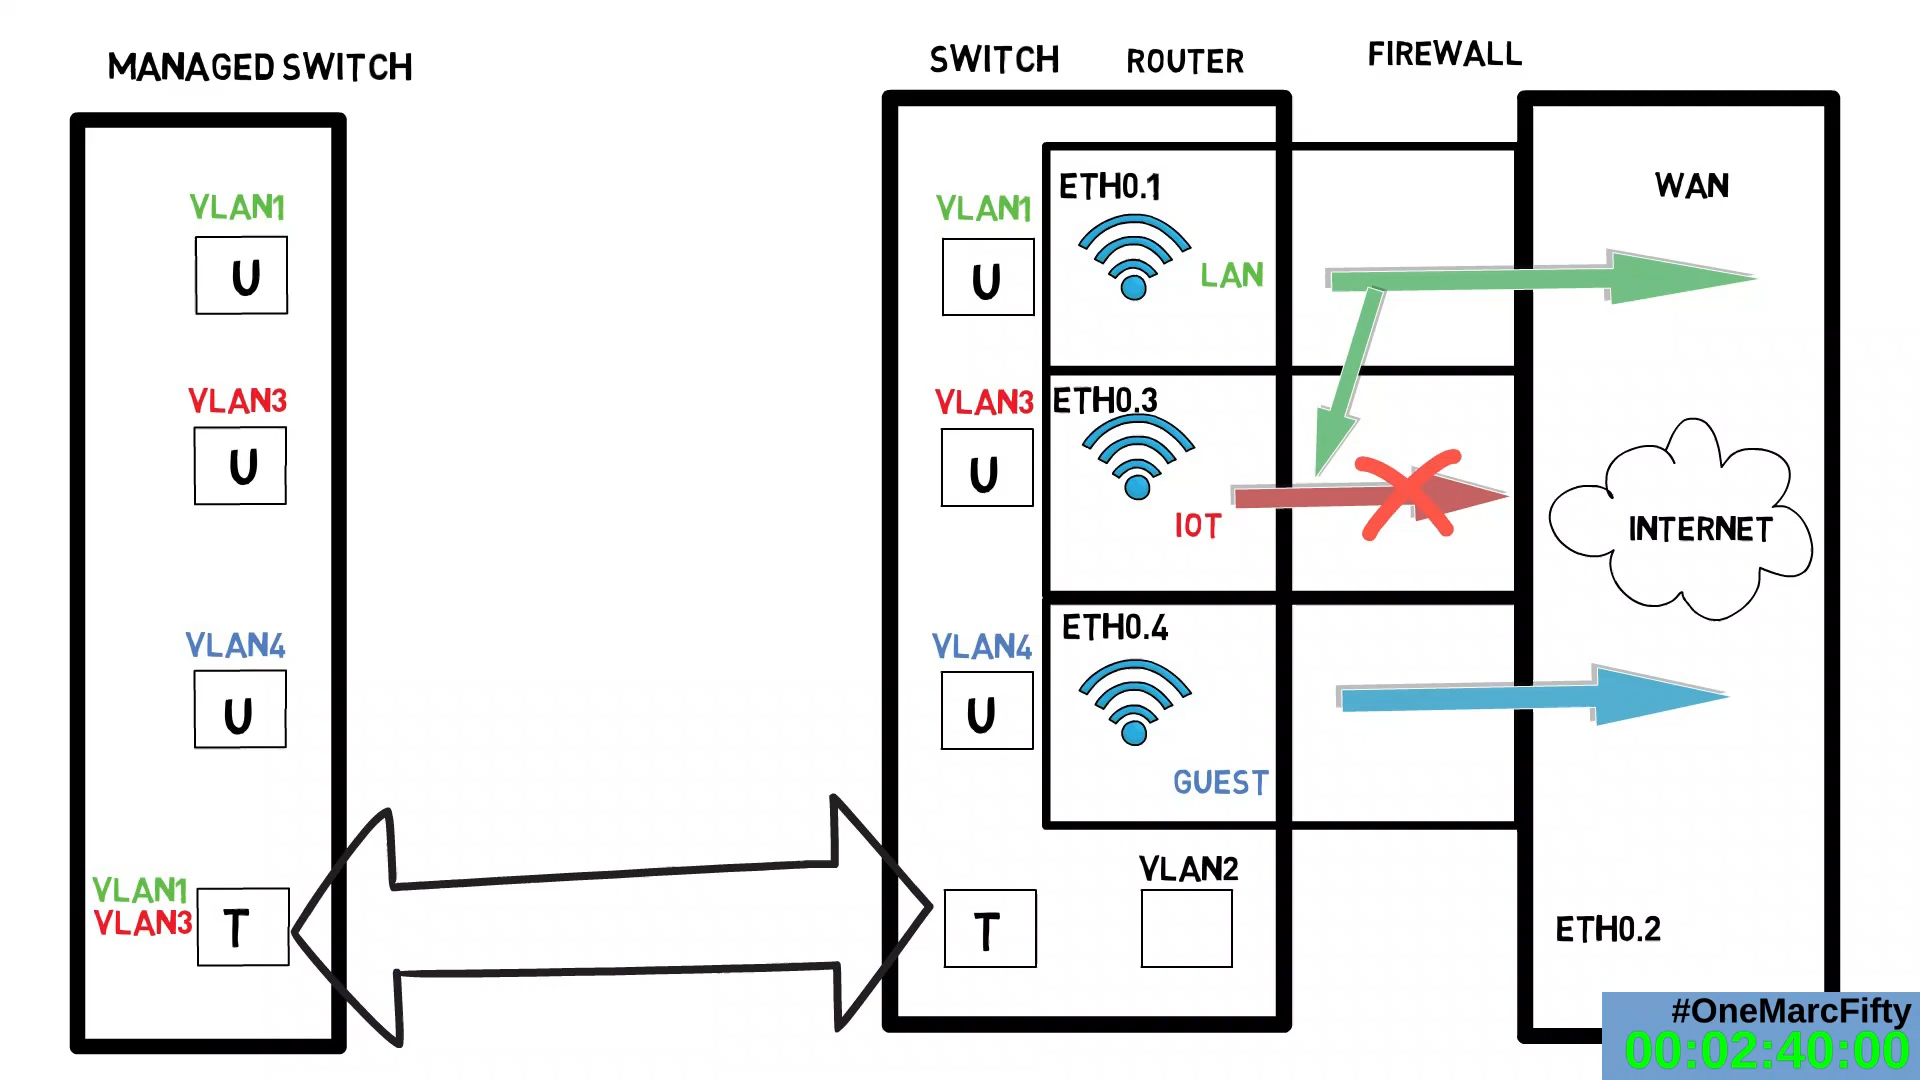 MANAGED SWITCH
SWITCH
ROUTER
FIREWALL
VLAN1
U
VLAN3
U
VLAN4
U
VLAN1
VLAN3
T
VLAN1
U
VLAN3
U
VLAN4
U
T
ETH0.1
LAN
ETH0.3
IOT
ETH0.4
GUEST
VLAN2
WAN
INTERNET
ETH0.2
#OneMarcFifty
00:02:40:00